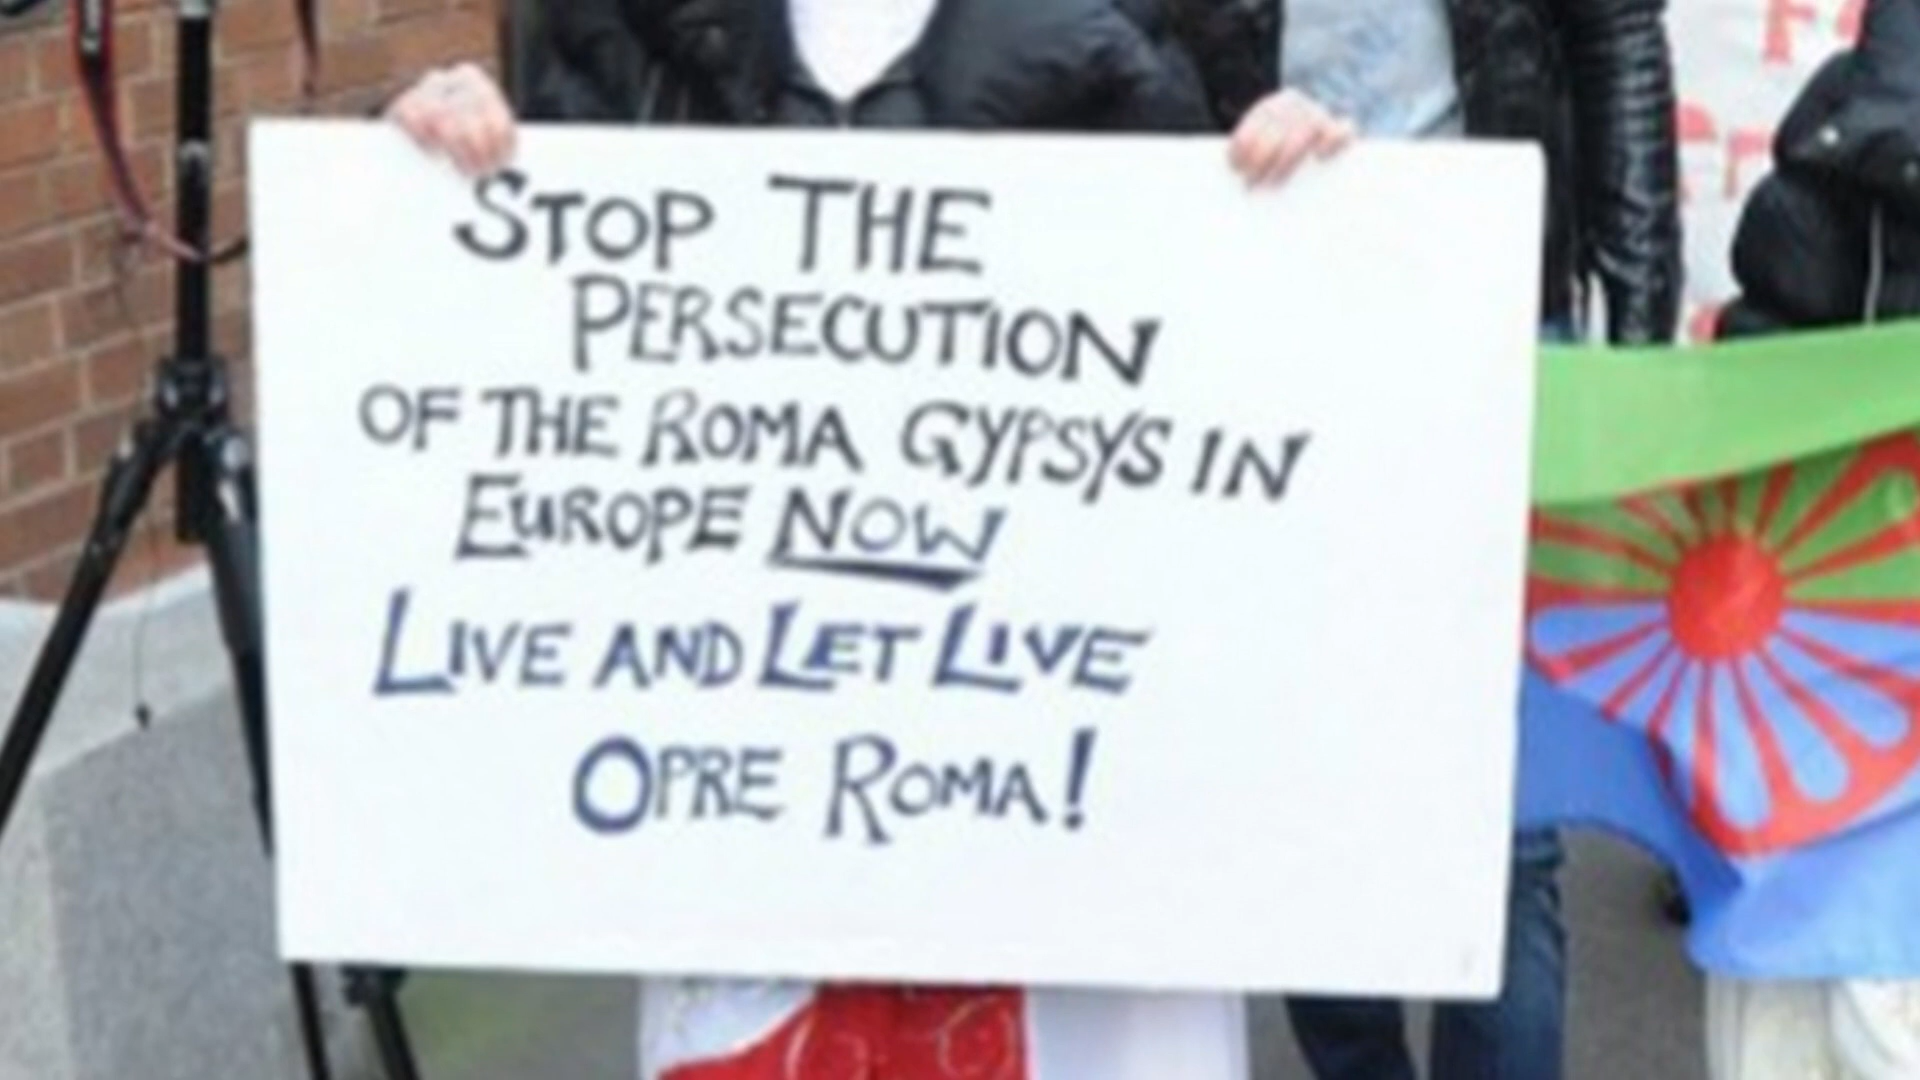 STOP THE
PERSECUTION
OF THE ROMA GYPSYS IN
EUROPE NOW
LIVE AND LET LIVE
OPRE ROMA!